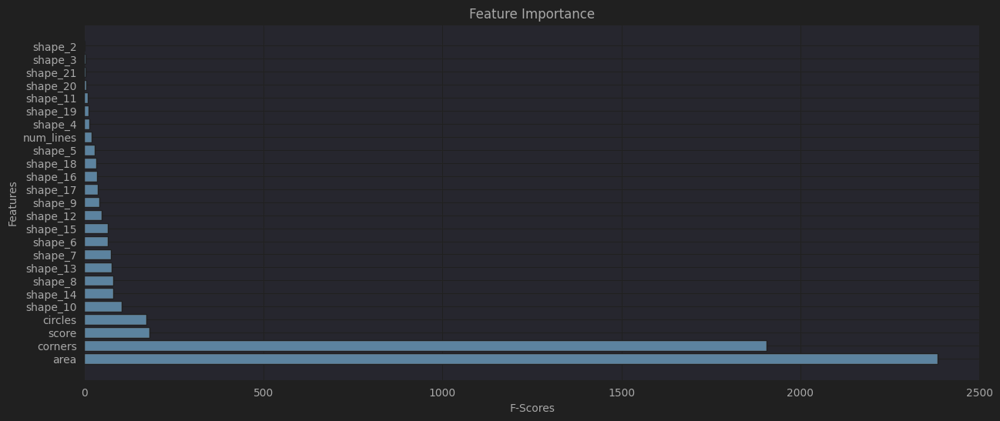 Feature Importance
Features
shape_2
shape_3
shape_21
shape_20
shape_11
shape_19
shape_4
num_lines
shape_5
shape_18
shape_16
shape_17
shape_9
shape_12
shape_15
shape_6
shape_7
shape_13
shape_8
shape_14
shape_10
circles
score
corners
area
0 500 1000 1500 2000 2500
F-Scores